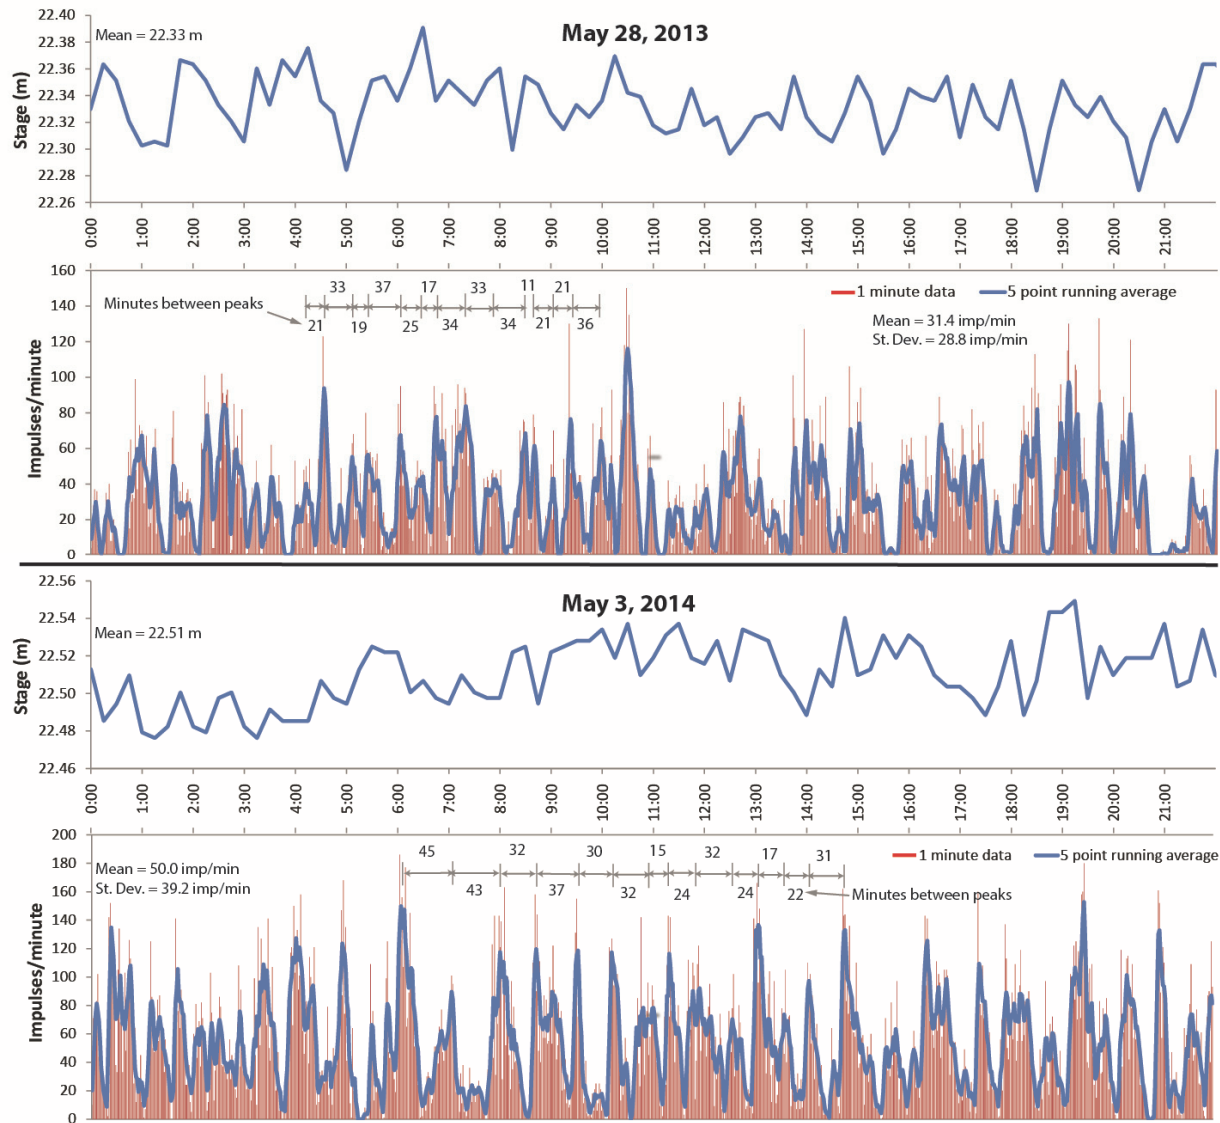 May 28, 2013
Mean = 22.33 m
Stage (m)
22.40
22.38
22.36
22.34
22.32
22.30
22.28
22.26
0:00 1:00 2:00 3:00 4:00 5:00 6:00 7:00 8:00 9:00 10:00 11:00 12:00 13:00 14:00 15:00 16:00 17:00 18:00 19:00 20:00 21:00
Impulses/minute
160
140
120
100
80
60
40
20
0
33 37 17 33 11 21
Minutes between peaks
21 19 25 34 34 21 36
1 minute data 5 point running average
Mean = 31.4 imp/min
St. Dev. = 28.8 imp/min
May 3, 2014
Mean = 22.51 m
Stage (m)
22.56
22.54
22.52
22.50
22.48
22.46
0:00 1:00 2:00 3:00 4:00 5:00 6:00 7:00 8:00 9:00 10:00 11:00 12:00 13:00 14:00 15:00 16:00 17:00 18:00 19:00 20:00 21:00
Impulses/minute
200
180
160
140
120
100
80
60
40
20
0
Mean = 50.0 imp/min
St. Dev. = 39.2 imp/min
45 32 30 15 32 17 31
43 37 32 24 24 22
Minutes between peaks
1 minute data 5 point running average